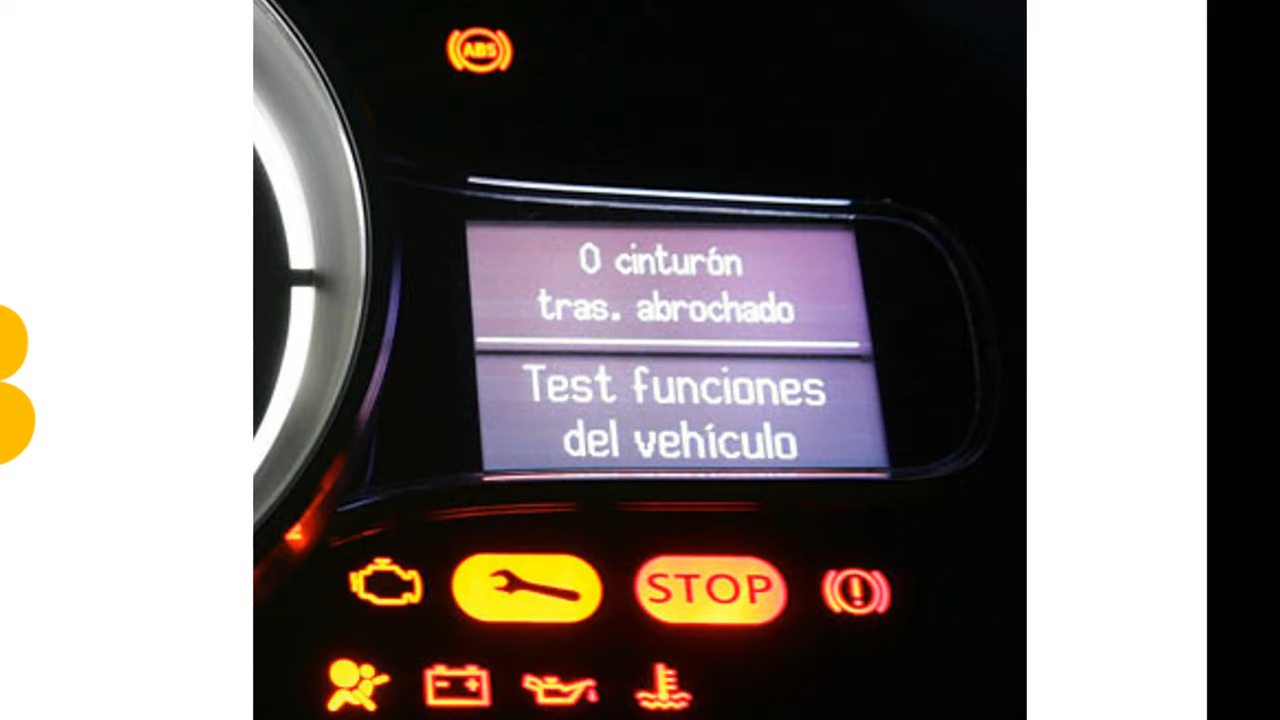 ABS
0 cinturón
tras. abrochado
Test funciones
del vehículo
STOP